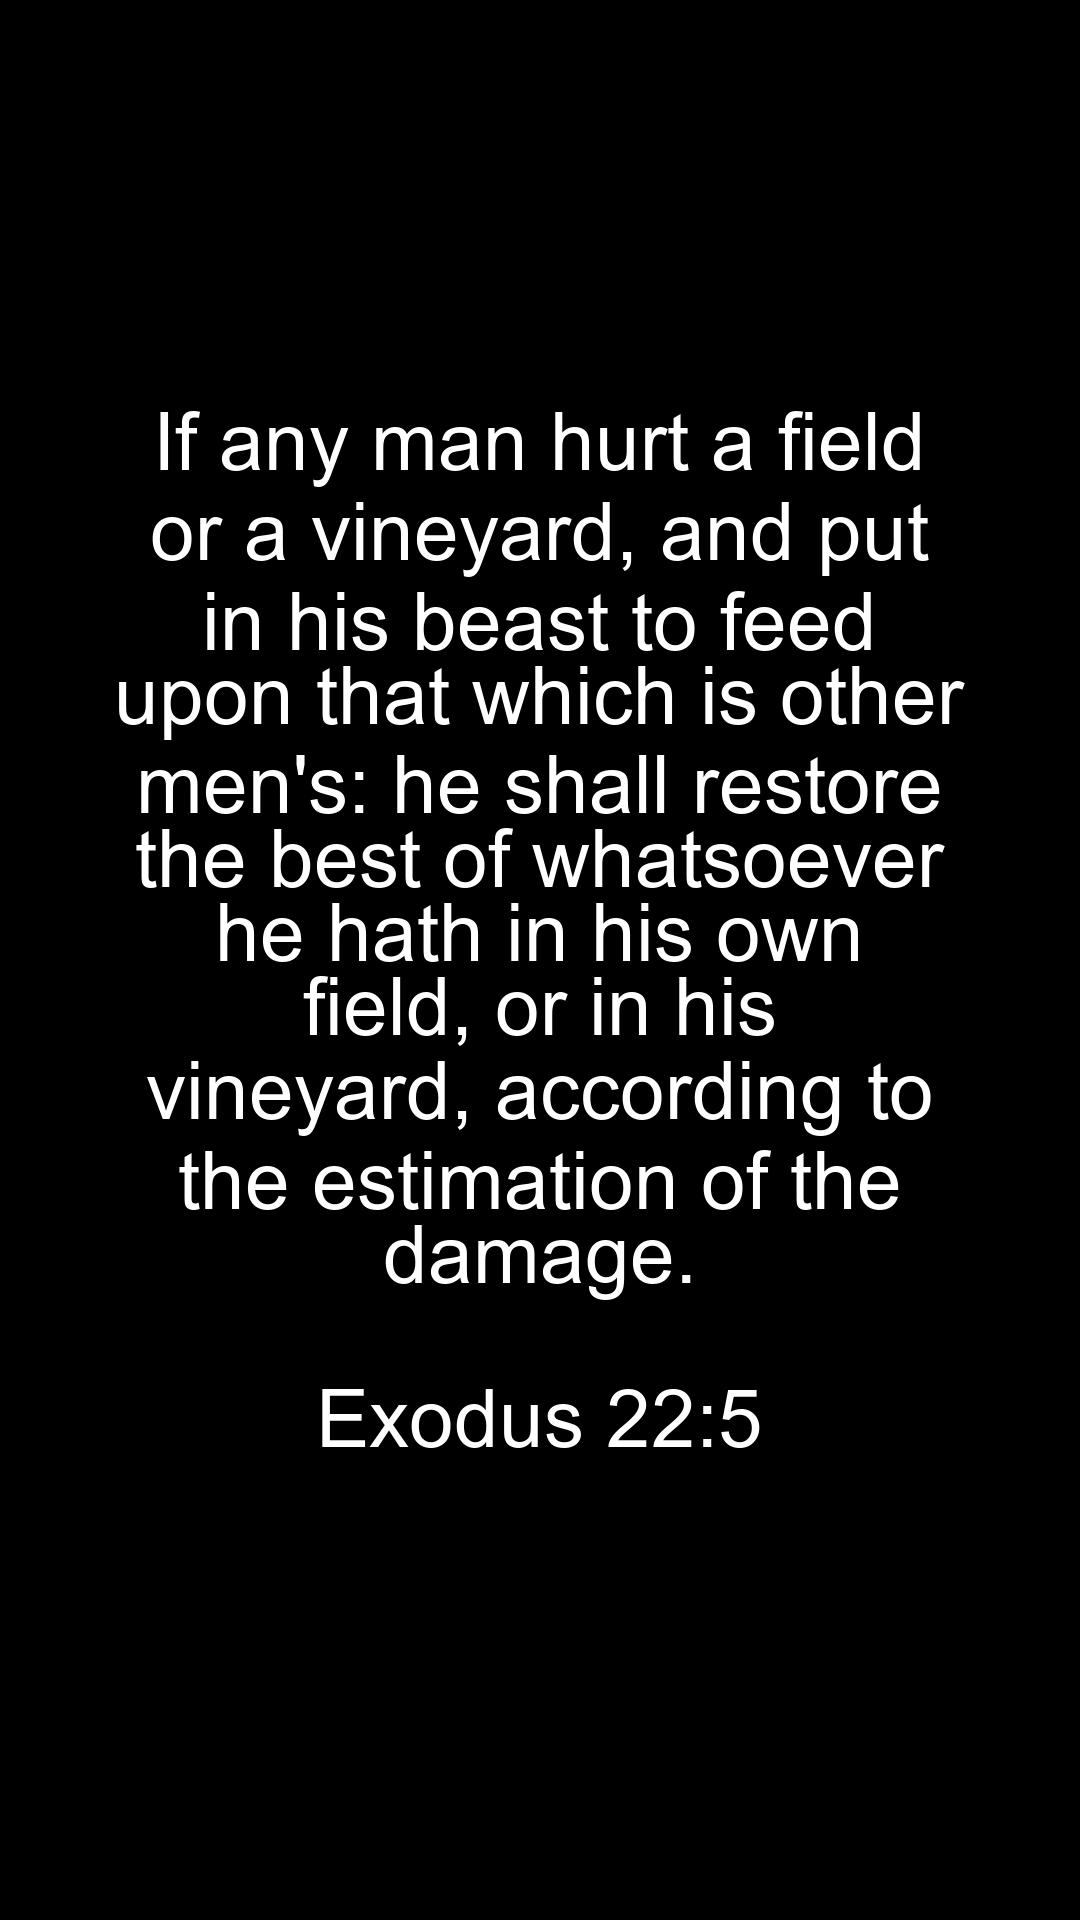 If any man hurt a field
or a vineyard, and put
in his beast to feed
upon that which is other
men's: he shall restore
the best of whatsoever
he hath in his own
field, or in his
vineyard, according to
the estimation of the
damage.
Exodus 22:5